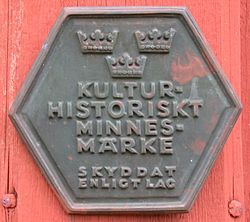 KULTUR-
HISTORISKT
MINNES-
MÄRKE
SKYDDAT
ENLIGT LAG